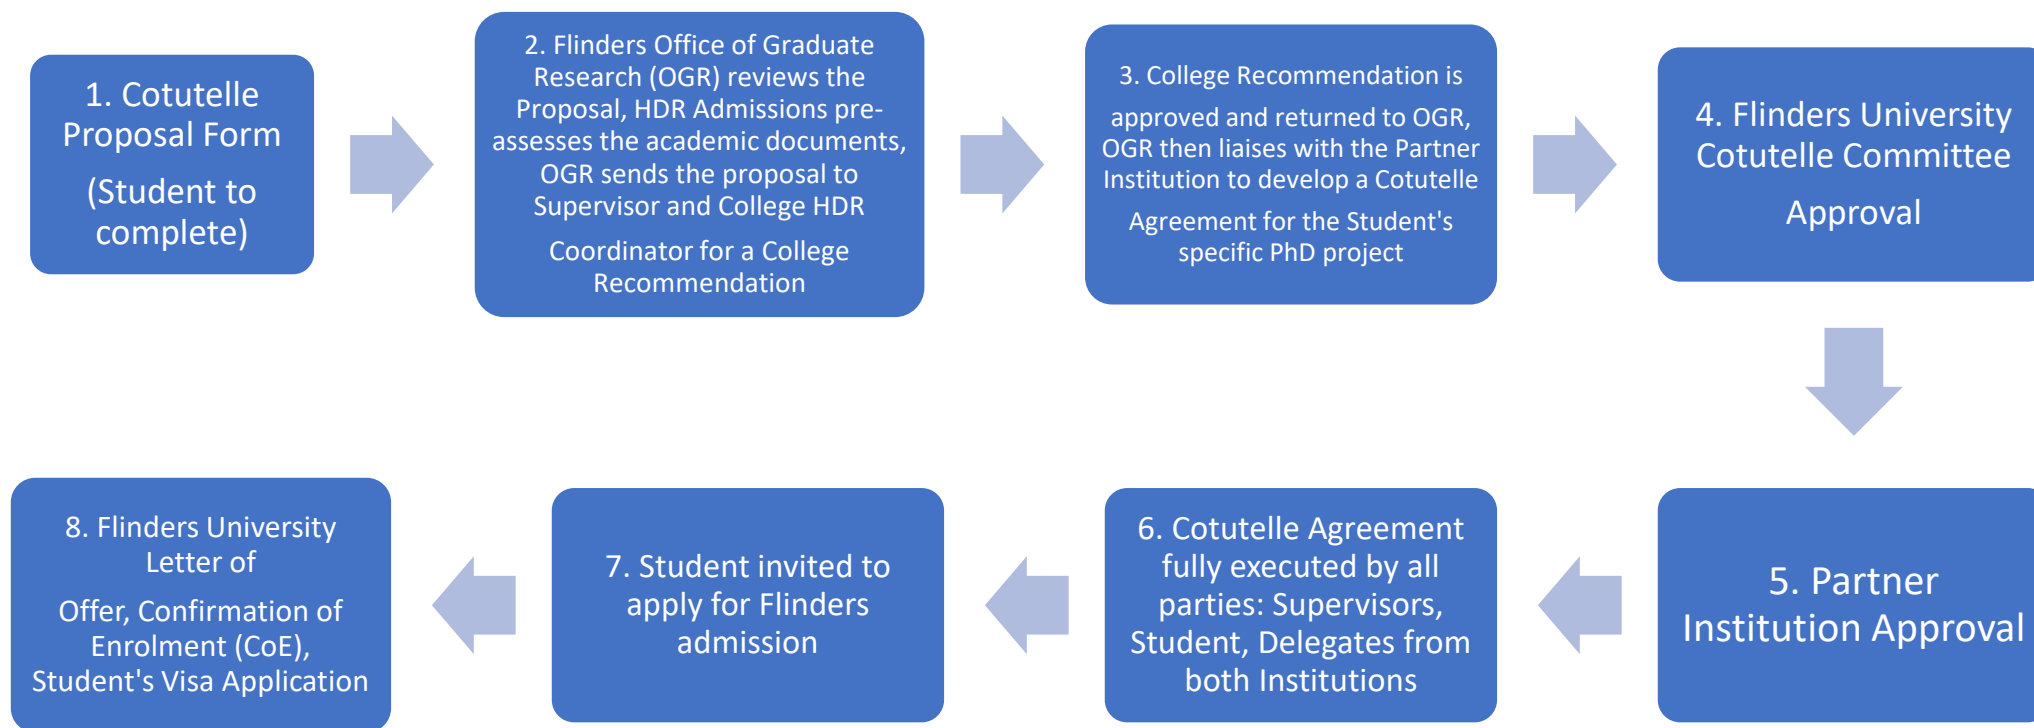 1. Cotutelle
Proposal Form
(Student to
complete)
2. Flinders Office of Graduate
Research (OGR) reviews the
Proposal, HDR Admissions pre-
assesses the academic documents,
OGR sends the proposal to
Supervisor and College HDR
Coordinator for a College
Recommendation
3. College Recommendation is
approved and returned to OGR,
OGR then liaises with the Partner
Institution to develop a Cotutelle
Agreement for the Student's
specific PhD project
4. Flinders University
Cotutelle Committee
Approval
5. Partner
Institution Approval
6. Cotutelle Agreement
fully executed by all
parties: Supervisors,
Student, Delegates from
both Institutions
7. Student invited to
apply for Flinders
admission
8. Flinders University
Letter of
Offer, Confirmation of
Enrolment (CoE),
Student's Visa Application